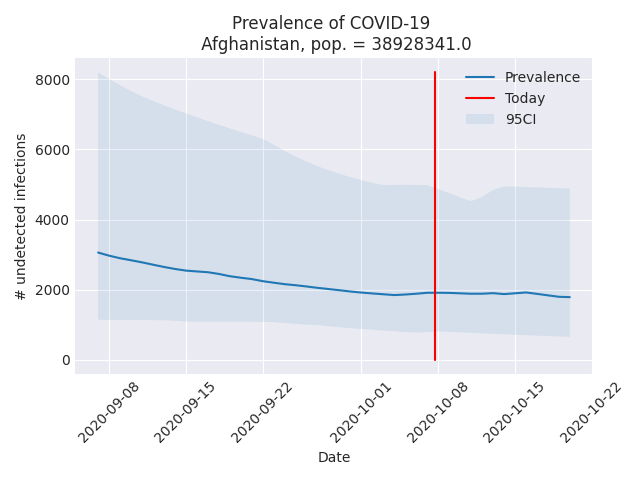 Prevalence of COVID-19
Afghanistan, pop. = 38928341.0
Prevalence
Today
95CI
# undetected infections
8000
6000
4000
2000
0
2020-09-08
2020-09-15
2020-09-22
2020-10-01
2020-10-08
2020-10-15
2020-10-22
Date